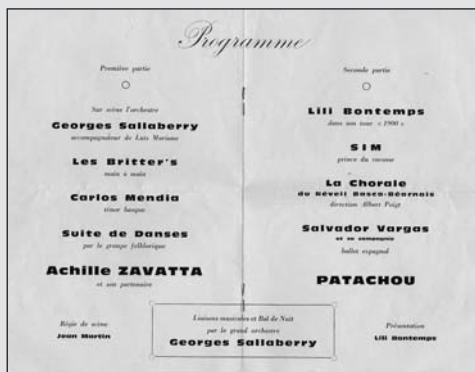 Programme
Première partie
Sur scène l'orchestre
Georges Sallaberry
accompagnateur de Luis Mariano
Les Britter's
main à main
Carlos Mendia
ténor basque
Suite de Danses
par le groupe folklorique
Achille ZAVATTA
et son partenaire
Régie de scène
Jean Martin
Seconde partie
Lili Bontemps
dans son tour « 1900 »
SIM
prince du
La Chorale
du Réveil Basco-Béarnais
direction Albert Poigt
Salvador Vargas
et sa compagnie
ballet espagnol
PATACHOU
Présentation
Lili Bontemps
Liaisons musicales et Bal de Nuit
par le grand orchestre
Georges Sallaberry